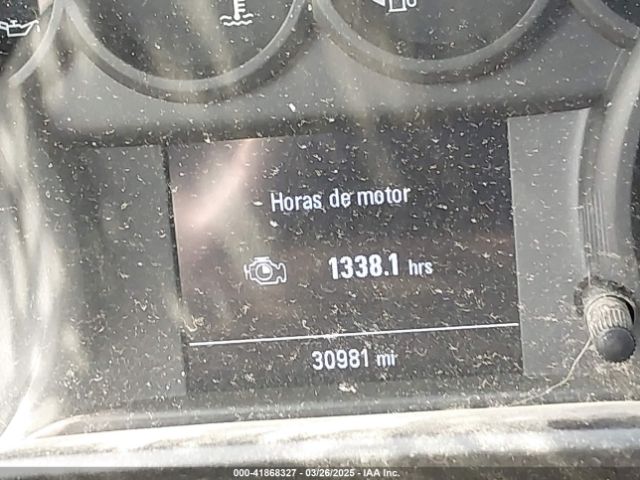 Horas de motor
1338.1 hrs
30981 mi
000-41868327 • 03/26/2025 - IAA Inc.